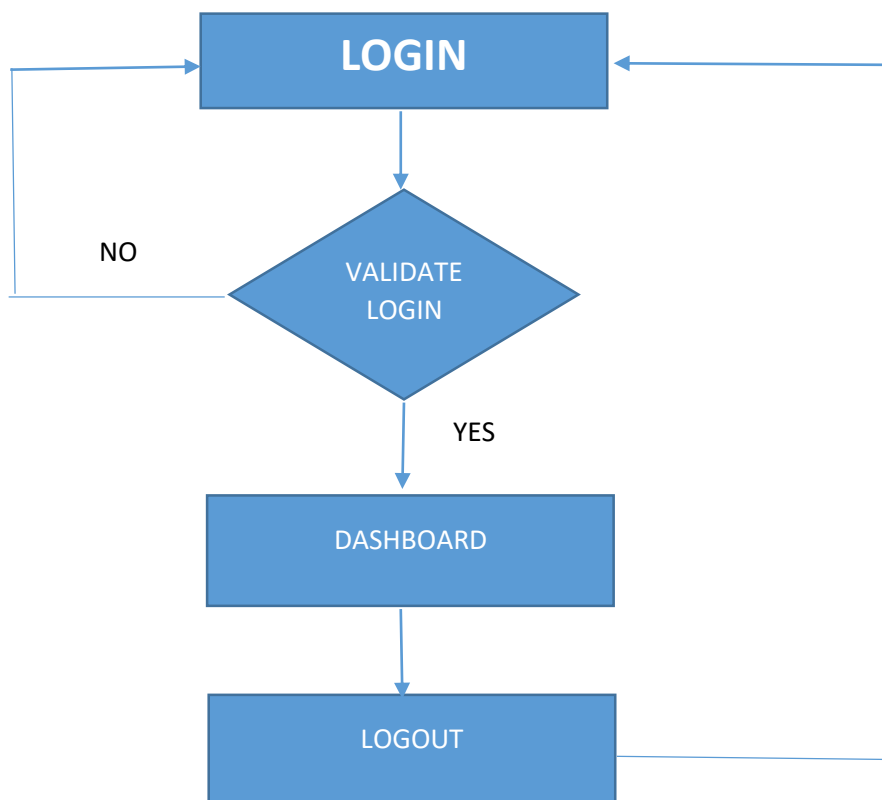 LOGIN
NO
VALIDATE
LOGIN
YES
DASHBOARD
LOGOUT